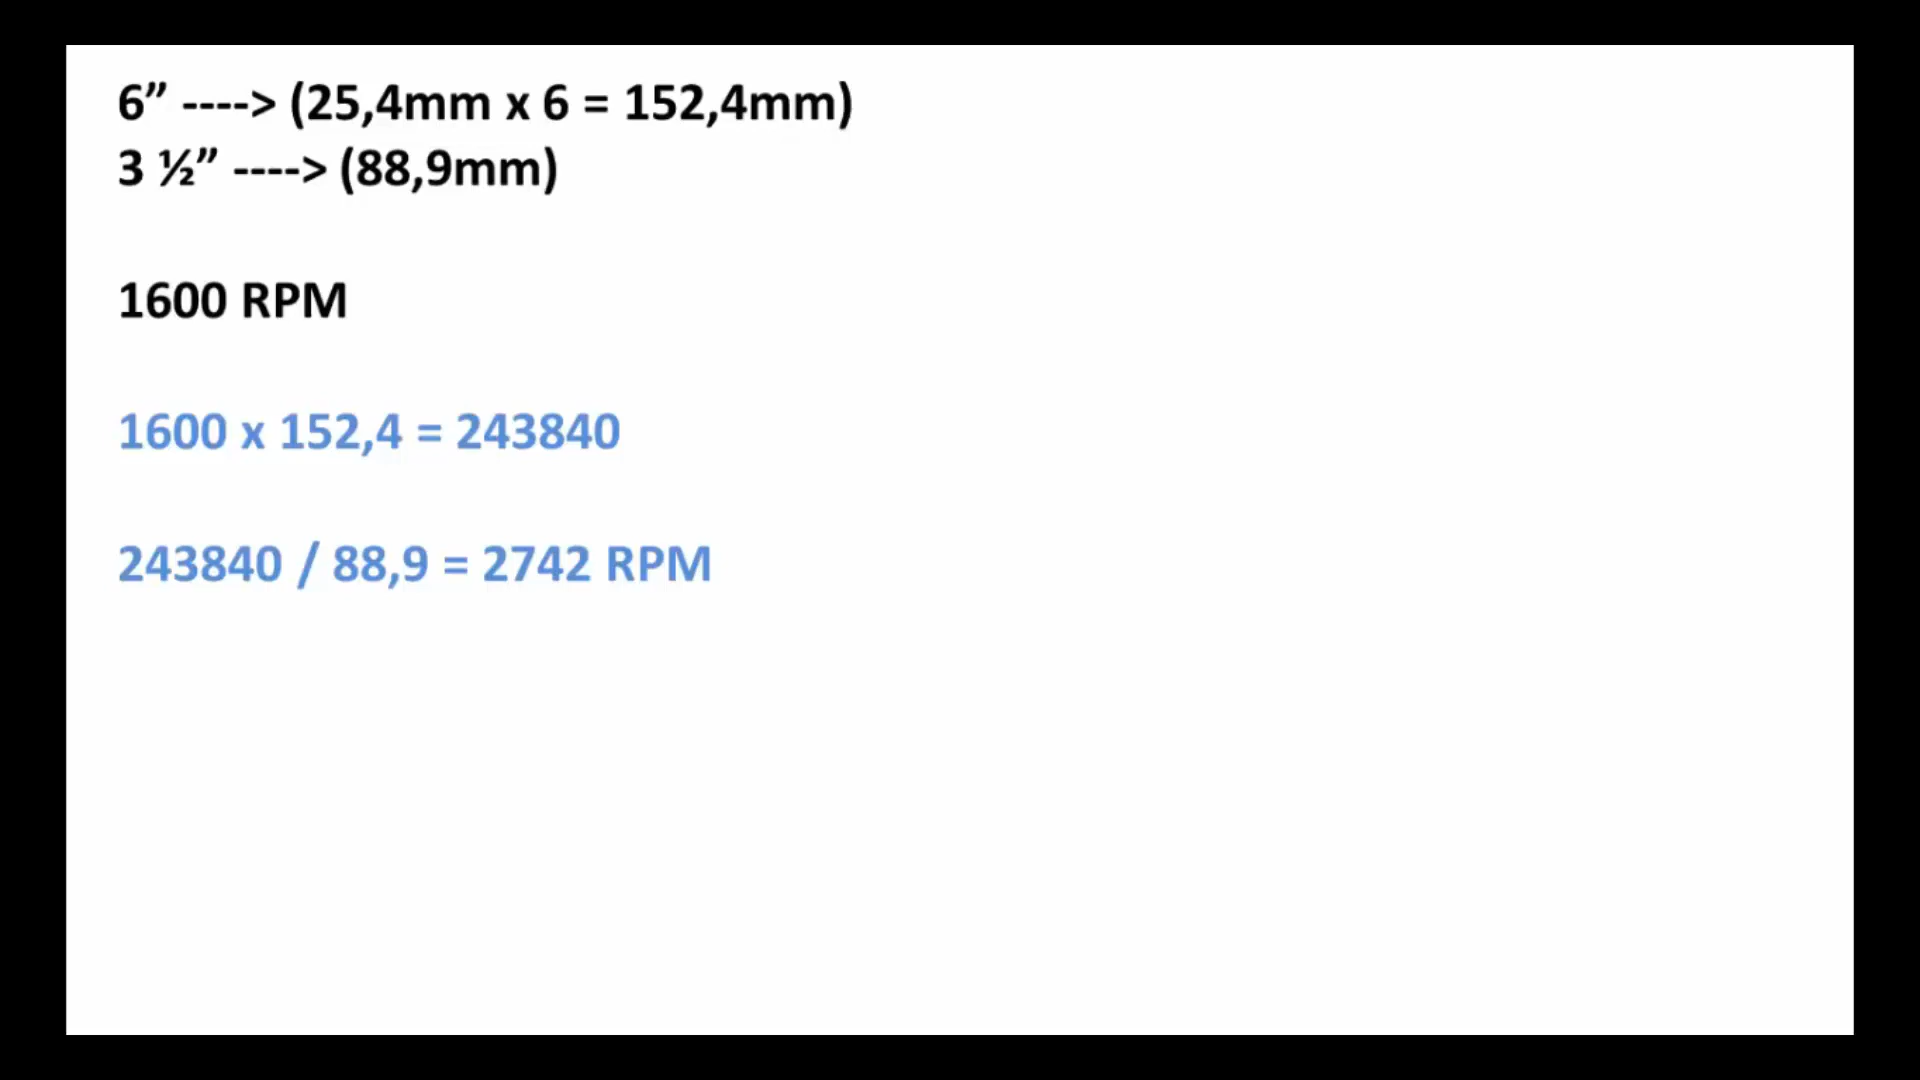 6” ----> (25,4mm x 6 = 152,4mm)
3 ½” ----> (88,9mm)
1600 RPM
1600 x 152,4 = 243840
243840 / 88,9 = 2742 RPM